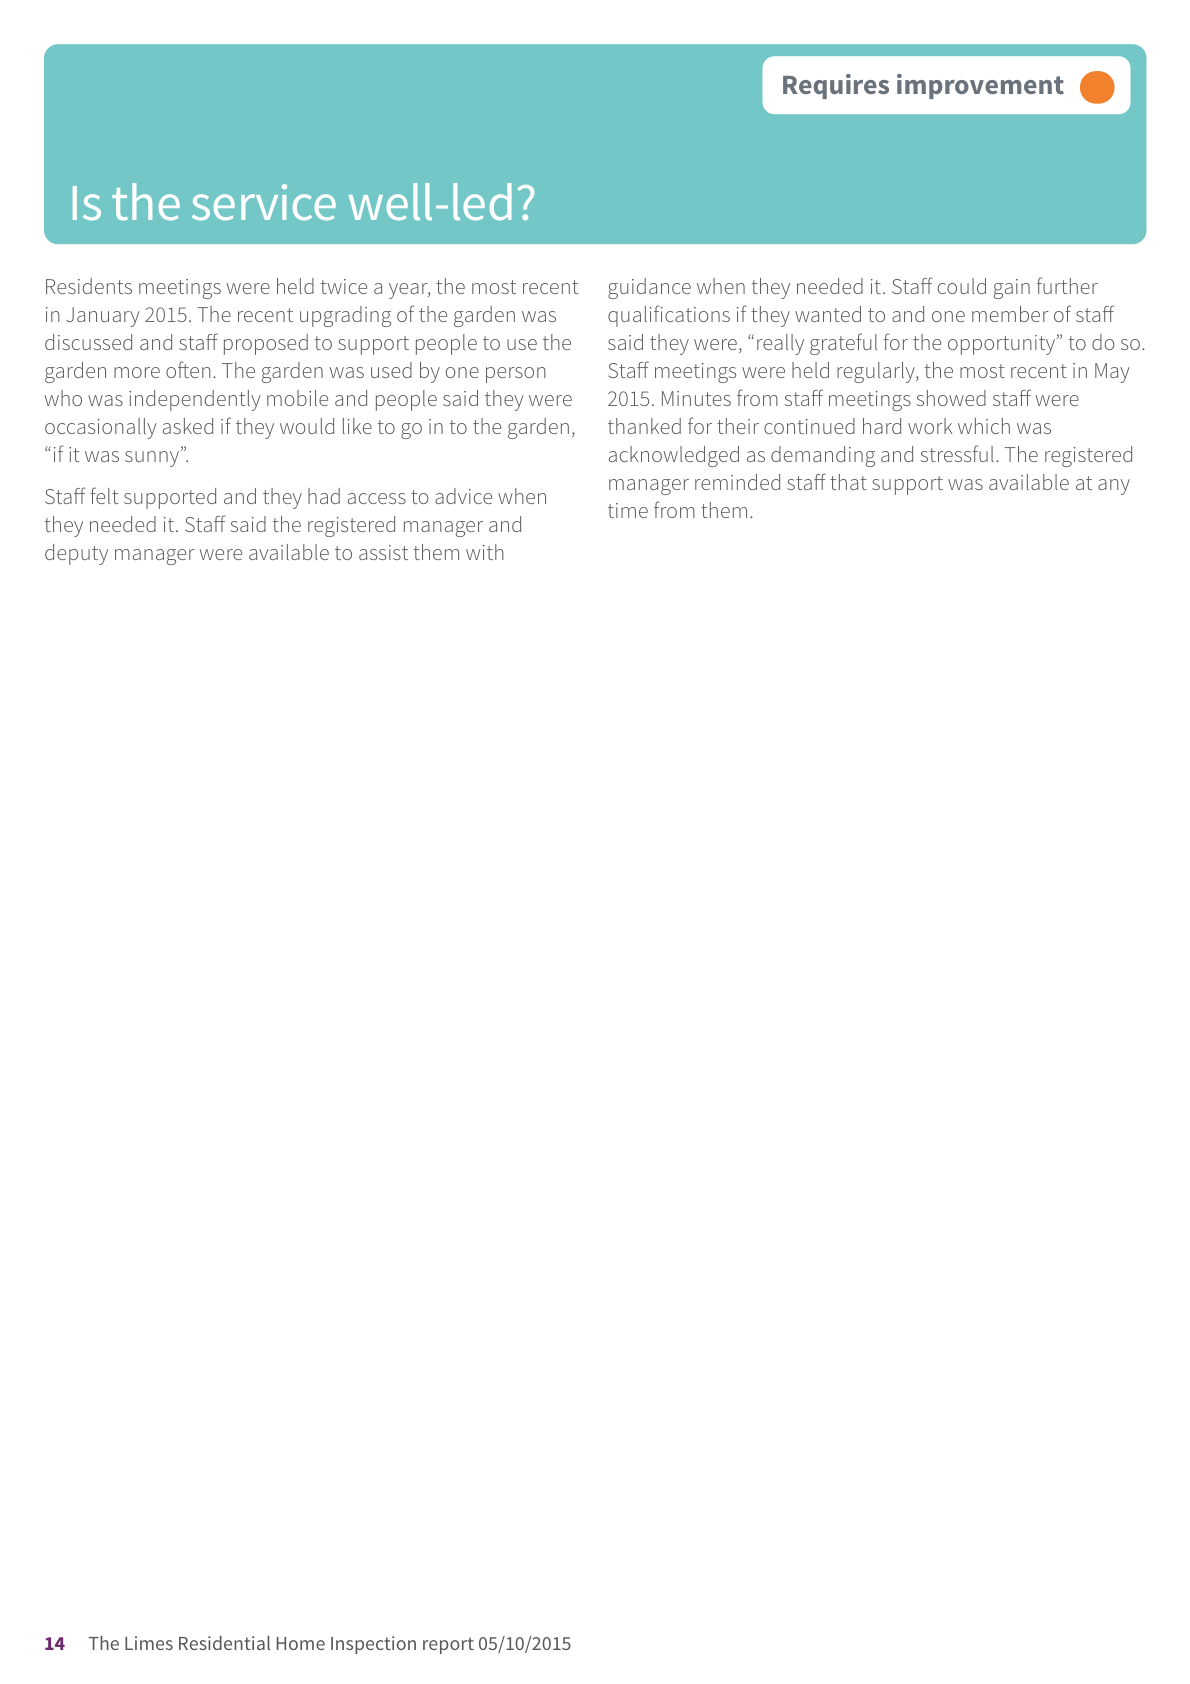 Requires improvement
Is the service well-led?
Residents meetings were held twice a year, the most recent
in January 2015. The recent upgrading of the garden was
discussed and staff proposed to support people to use the
garden more often. The garden was used by one person
who was independently mobile and people said they were
occasionally asked if they would like to go in to the garden,
“if it was sunny”.
Staff felt supported and they had access to advice when
they needed it. Staff said the registered manager and
deputy manager were available to assist them with
guidance when they needed it. Staff could gain further
qualifications if they wanted to and one member of staff
said they were, “really grateful for the opportunity” to do so.
Staff meetings were held regularly, the most recent in May
2015. Minutes from staff meetings showed staff were
thanked for their continued hard work which was
acknowledged as demanding and stressful. The registered
manager reminded staff that support was available at any
time from them.
14 The Limes Residential Home Inspection report 05/10/2015